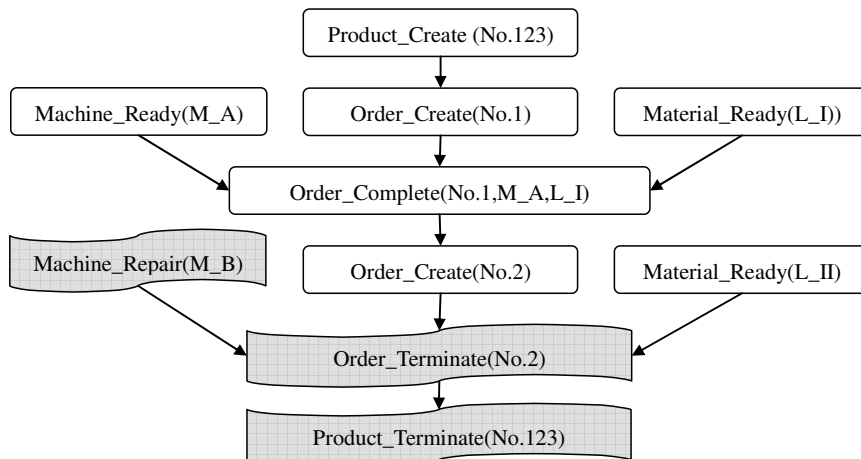 Product_Create (No.123)
Machine_Ready(M_A)
Order_Create(No.1)
Material_Ready(L_I))
Order_Complete(No.1,M_A,L_I)
Machine_Repair(M_B)
Order_Create(No.2)
Material_Ready(L_II)
Order_Terminate(No.2)
Product_Terminate(No.123)